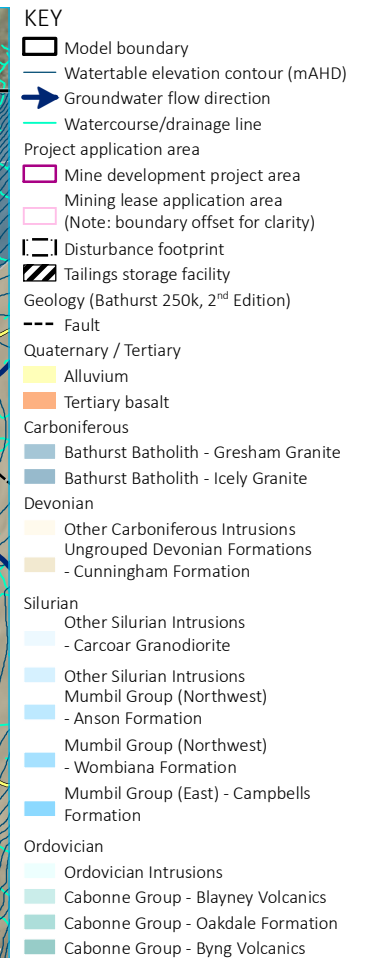 KEY
Model boundary
Watertable elevation contour (mAHD)
Groundwater flow direction
Watercourse/drainage line
Project application area
Mine development project area
Mining lease application area
(Note: boundary offset for clarity)
Disturbance footprint
Tailings storage facility
Geology (Bathurst 250k, 2nd Edition)
Fault
Quaternary / Tertiary
Alluvium
Tertiary basalt
Carboniferous
Bathurst Batholith - Gresham Granite
Bathurst Batholith - Icely Granite
Devonian
Other Carboniferous Intrusions
Ungrouped Devonian Formations
- Cunningham Formation
Silurian
Other Silurian Intrusions
- Carcoar Granodiorite
Other Silurian Intrusions
Mumbil Group (Northwest)
- Anson Formation
Mumbil Group (Northwest)
- Wombiana Formation
Mumbil Group (East) - Campbells
Formation
Ordovician
Ordovician Intrusions
Cabonne Group - Blayney Volcanics
Cabonne Group - Oakdale Formation
Cabonne Group - Byng Volcanics